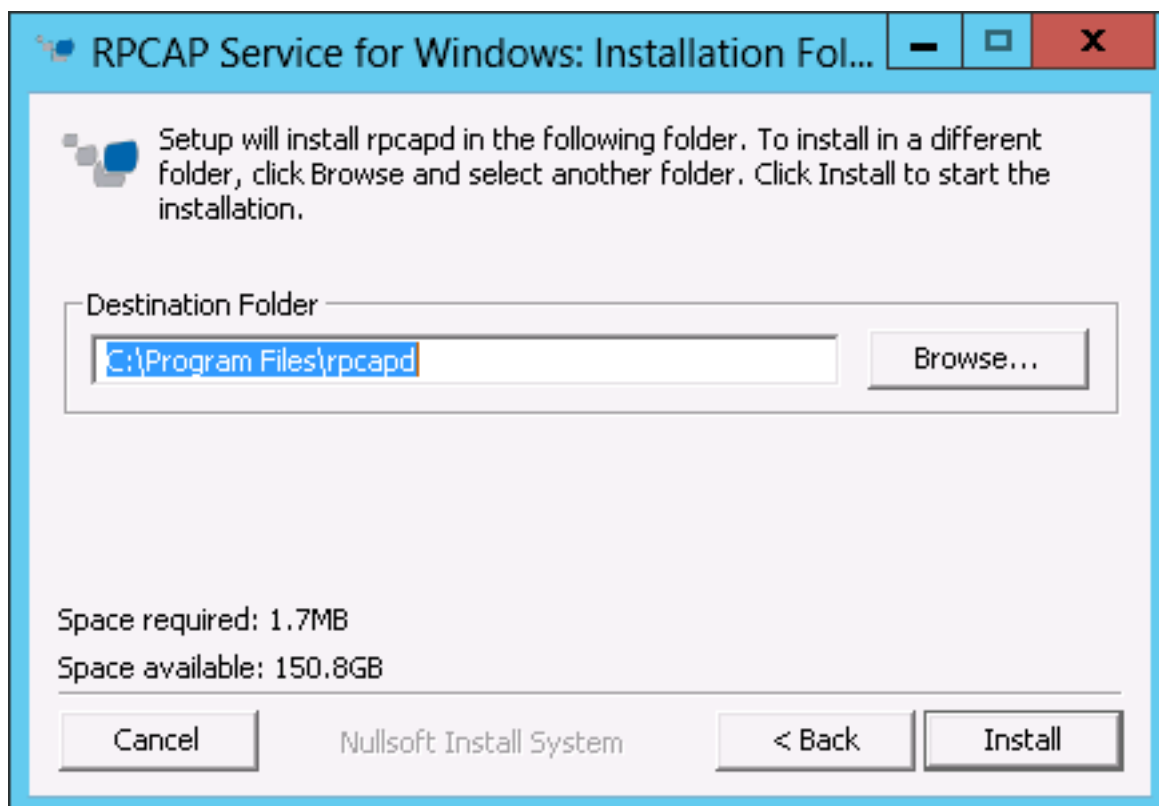 RPCAP Service for Windows: Installation Fol...
Setup will install rpcapd in the following folder. To install in a different
folder, click Browse and select another folder. Click Install to start the
installation.
Destination Folder
C:\Program Files\rpcapd
Browse...
Space required: 1.7MB
Space available: 150.8GB
Cancel
Nullsoft Install System
< Back
Install